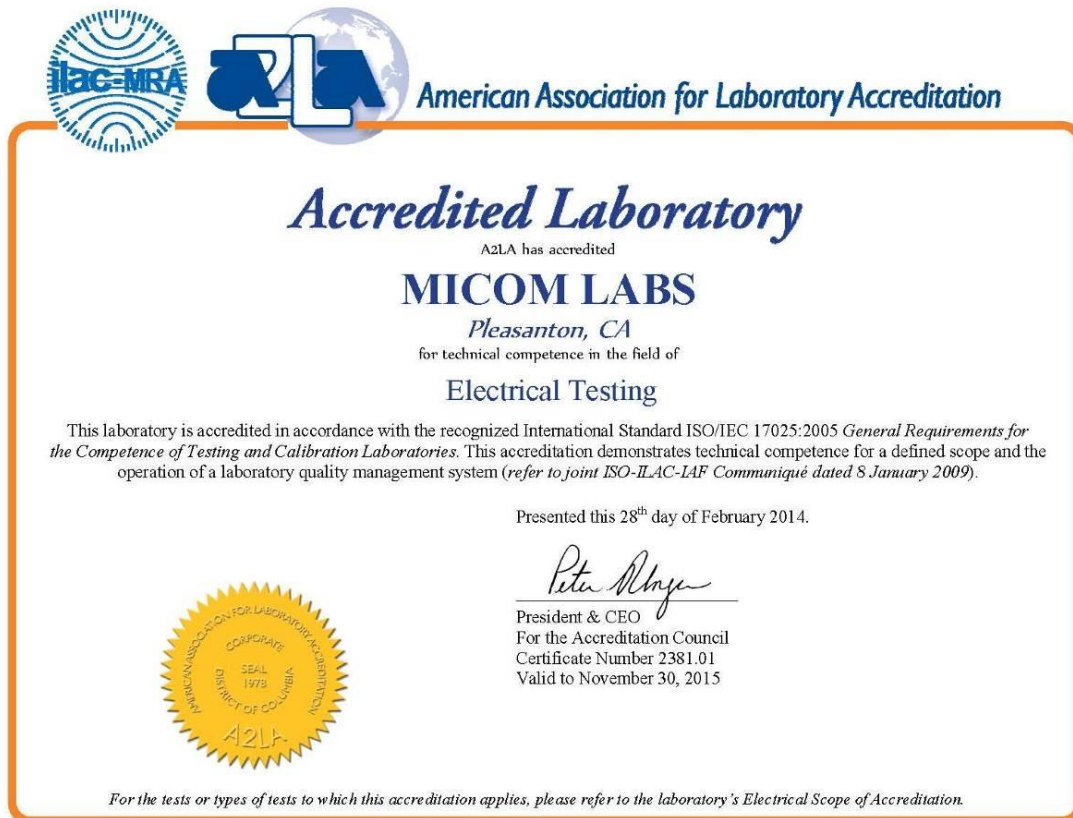 ilac-MRA
A2LA
American Association for Laboratory Accreditation
Accredited Laboratory
A2LA has accredited
MICOM LABS
Pleasanton, CA
for technical competence in the field of
Electrical Testing
This laboratory is accredited in accordance with the recognized International Standard ISO/IEC 17025:2005 General Requirements for
the Competence of Testing and Calibration Laboratories. This accreditation demonstrates technical competence for a defined scope and the
operation of a laboratory quality management system (refer to joint ISO-ILAC-IAF Communiqué dated 8 January 2009).
Presented this 28th day of February 2014.
President & CEO
For the Accreditation Council
Certificate Number 2381.01
Valid to November 30, 2015
AMERICAN ASSOCIATION FOR LABORATORY ACCREDITATION
CORPORATE
SEAL
1978
DISTRICT OF COLUMBIA
A2LA
For the tests or types of tests to which this accreditation applies, please refer to the laboratory's Electrical Scope of Accreditation.